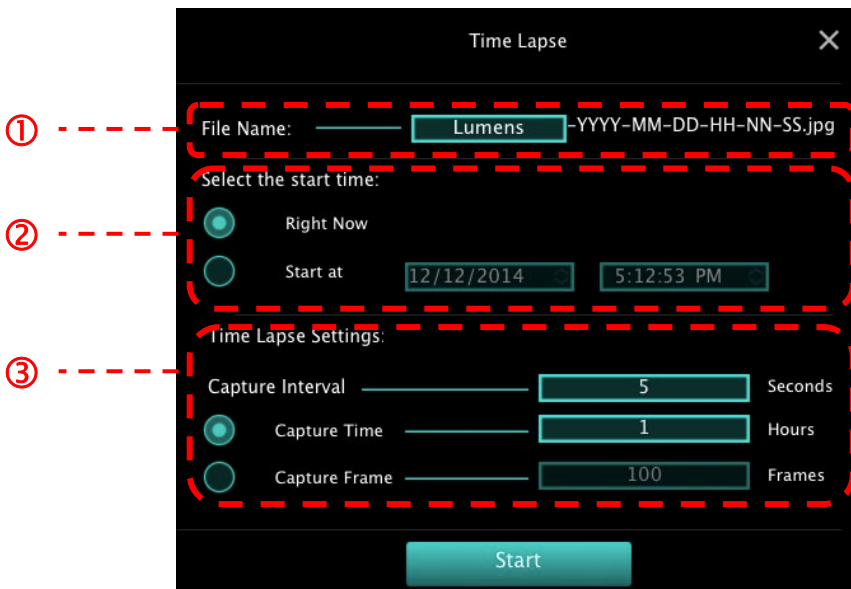 Time Lapse
① File Name: Lumens -YYYY-MM-DD-HH-NN-SS.jpg
Select the start time:
② Right Now
Start at 12/12/2014 5:12:53 PM
Time Lapse Settings:
③ Capture Interval 5 Seconds
Capture Time 1 Hours
Capture Frame 100 Frames
Start